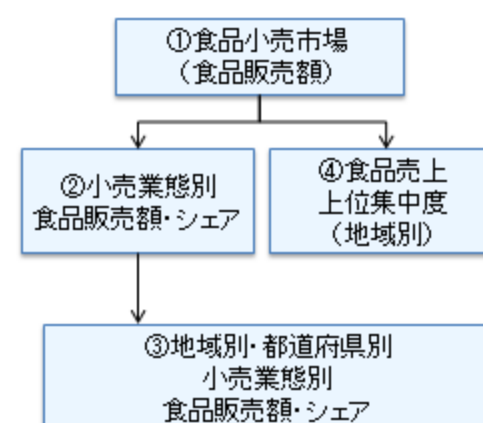 ①食品小売市場
（食品販売額）
②小売業態別
食品販売額・シェア
④食品売上
上位集中度
（地域別）
③地域別・都道府県別
小売業態別
食品販売額・シェア